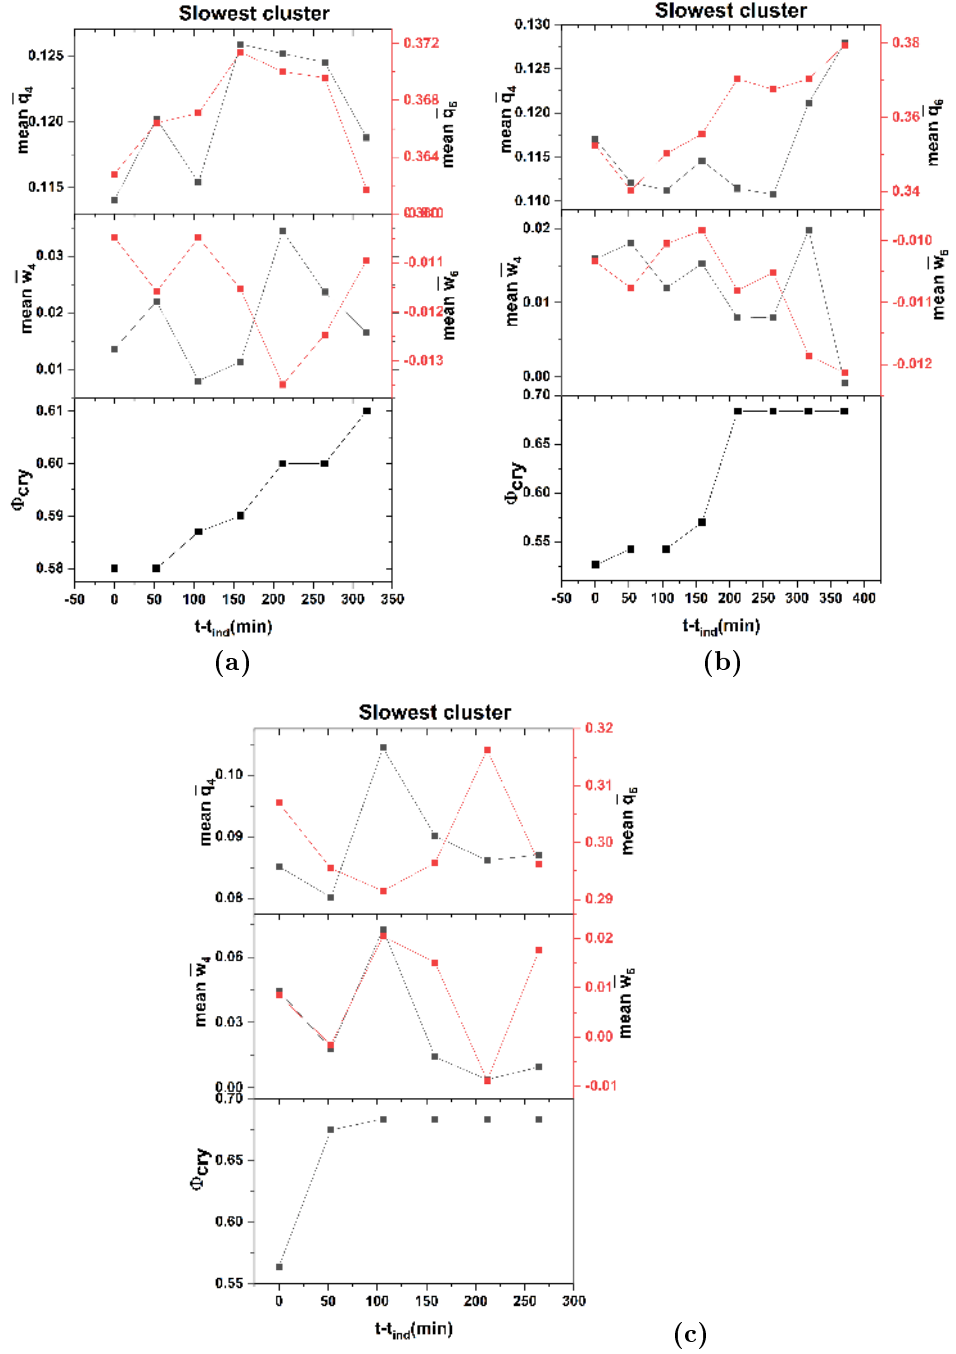 Slowest cluster
0.125
0.120
0.115
mean q̅4
0.372
0.368
0.364
mean q̅6
0.03
0.02
0.01
mean w̅4
-0.011
-0.012
-0.013
mean w̅6
0.61
0.60
0.59
0.58
Φcry
-50 0 50 100 150 200 250 300 350
t-tind(min)
(a)
Slowest cluster
0.130
0.125
0.120
0.115
0.110
mean q̅4
0.38
0.36
0.34
mean q̅6
0.02
0.01
0.00
mean w̅4
-0.010
-0.011
-0.012
mean w̅6
0.70
0.65
0.60
0.55
Φcry
-50 0 50 100 150 200 250 300 350 400
t-tind(min)
(b)
Slowest cluster
0.10
0.09
0.08
mean q̅4
0.32
0.31
0.30
0.29
mean q̅6
0.06
0.03
0.00
mean w̅4
0.02
0.01
0.00
-0.01
mean w̅6
0.70
0.65
0.60
0.55
Φcry
0 50 100 150 200 250 300
t-tind(min)
(c)